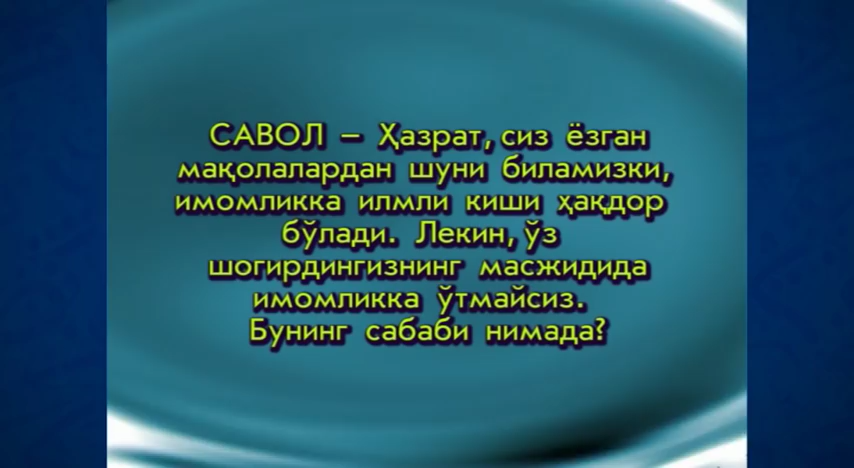 САВОЛ – Ҳазрат, сиз ёзган
мақолалардан шуни биламизки,
имомликка илмли киши ҳақдор
бўлади. Лекин, ўз
шогирдингизнинг масжидида
имомликка ўтмайсиз.
Бунинг сабаби нимада?